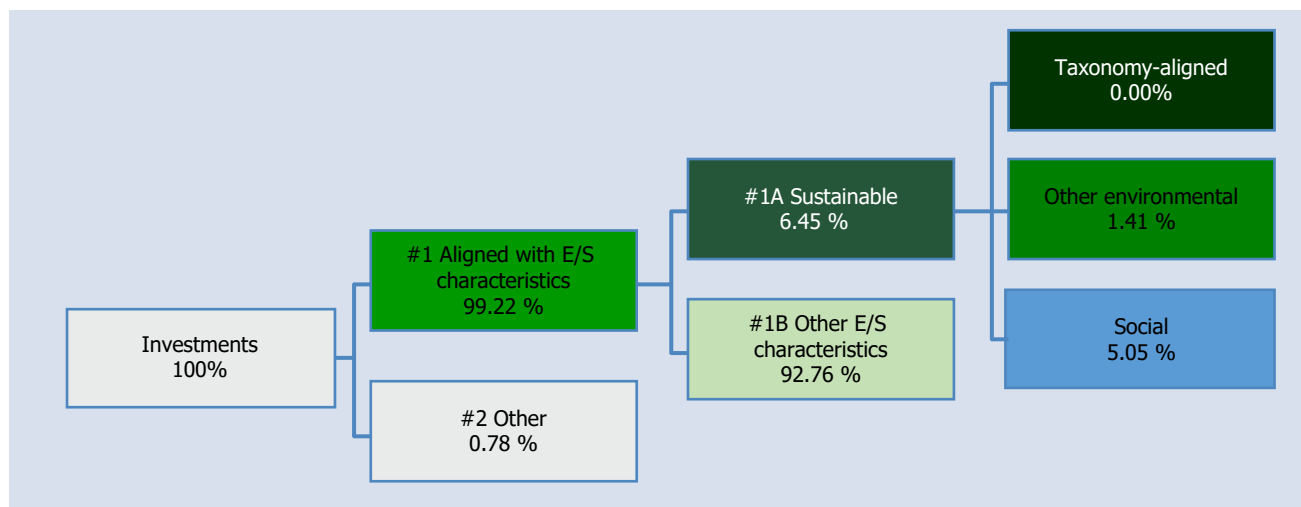 Investments
100%
#1 Aligned with E/S
characteristics
99.22 %
#2 Other
0.78 %
#1A Sustainable
6.45 %
#1B Other E/S
characteristics
92.76 %
Taxonomy-aligned
0.00%
Other environmental
1.41 %
Social
5.05 %